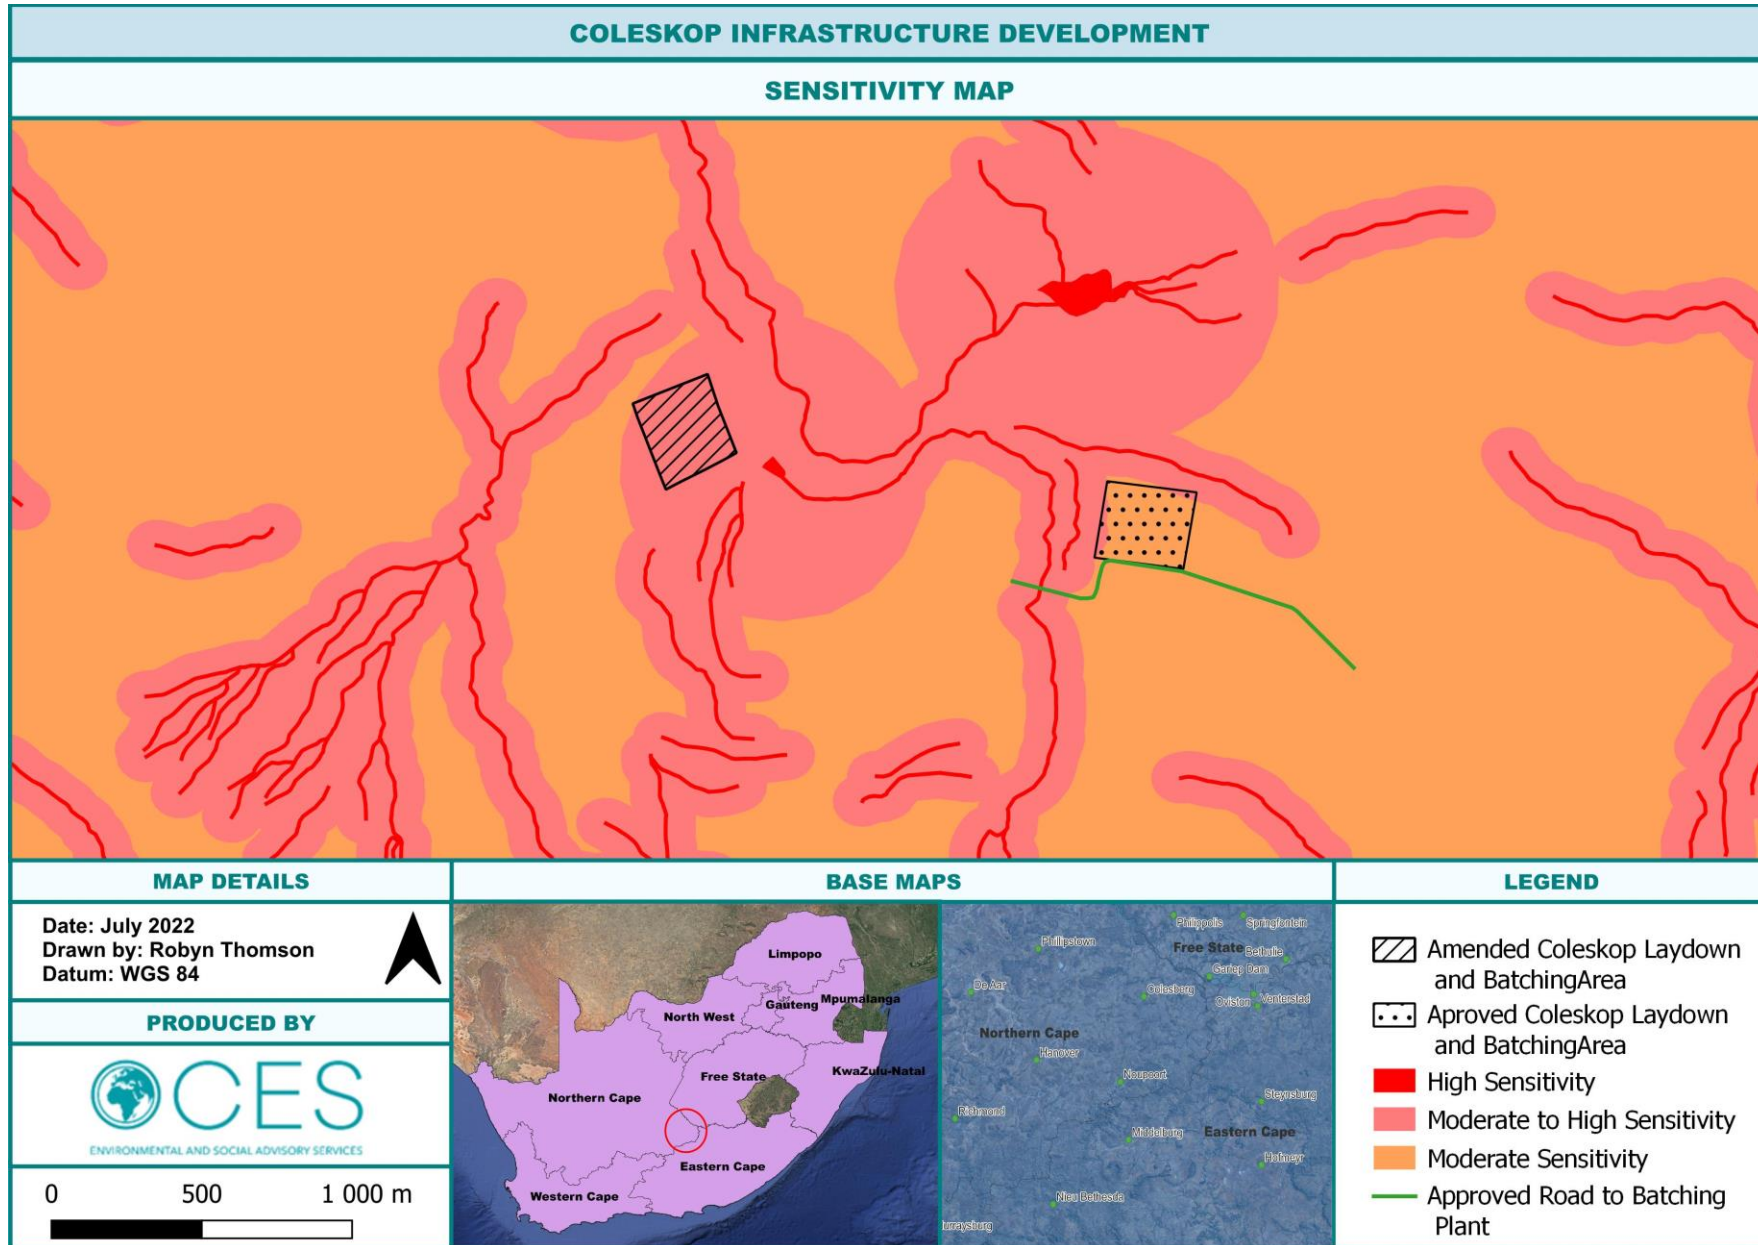 COLESKOP INFRASTRUCTURE DEVELOPMENT
SENSITIVITY MAP
MAP DETAILS
Date: July 2022
Drawn by: Robyn Thomson
Datum: WGS 84
PRODUCED BY
CES
ENVIRONMENTAL AND SOCIAL ADVISORY SERVICES
0 500 1 000 m
BASE MAPS
Limpopo
Gauteng
Mpumalanga
North West
Free State
KwaZulu-Natal
Northern Cape
Eastern Cape
Western Cape
Philippolis
Springfontein
Phillipstown
Free State
Bethulie
Gariep Dam
De Aar
Colesberg
Oviston
Venterstad
Northern Cape
Hanover
Noupoort
Steynsburg
Richmond
Middelburg
Eastern Cape
Hofmeyr
Nieu Bethesda
urraysburg
LEGEND
Amended Coleskop Laydown
and BatchingArea
Aproved Coleskop Laydown
and BatchingArea
High Sensitivity
Moderate to High Sensitivity
Moderate Sensitivity
Approved Road to Batching
Plant